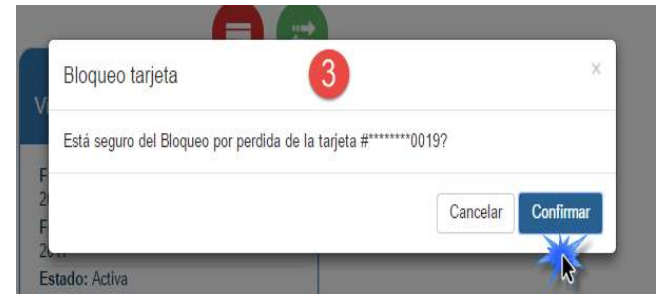 Bloqueo tarjeta
3
×
Está seguro del Bloqueo por perdida de la tarjeta #********0019?
Cancelar
Confirmar
Estado: Activa